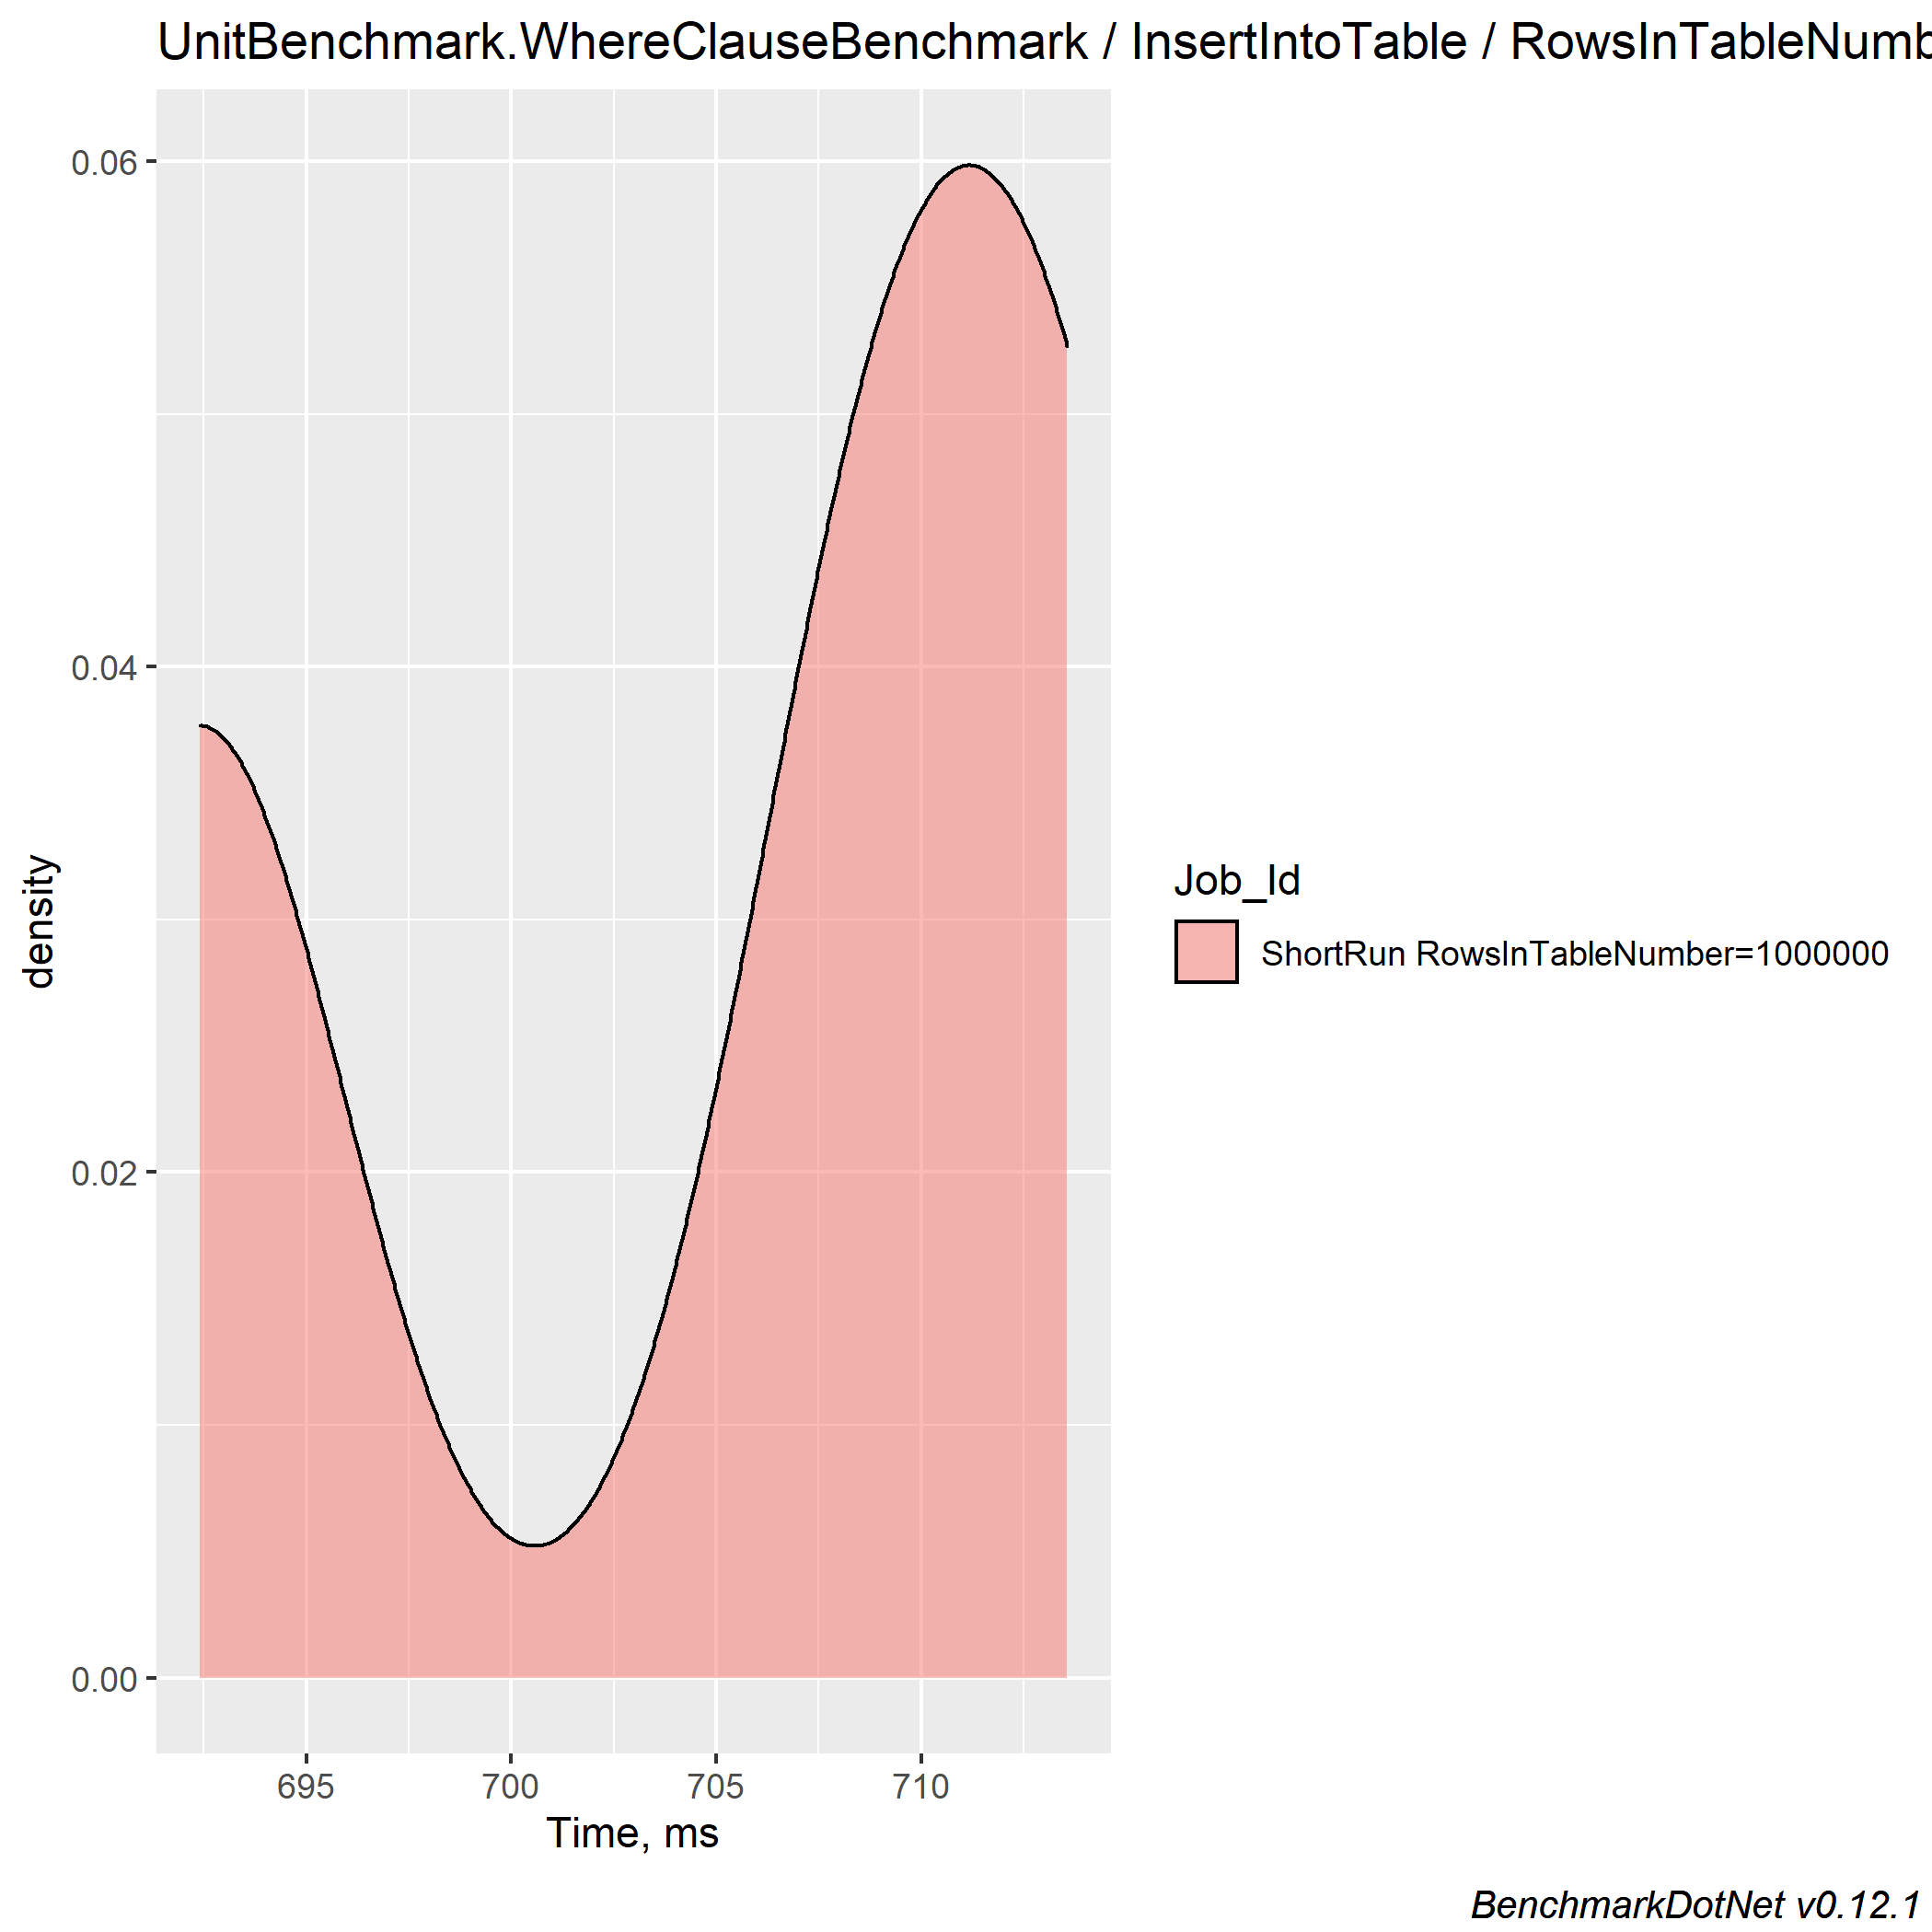 UnitBenchmark.WhereClauseBenchmark / InsertIntoTable / RowsInTableNumb
0.06
0.04
0.02
0.00
density
695 700 705 710
Time, ms
Job_Id
ShortRun RowsInTableNumber=1000000
BenchmarkDotNet v0.12.1